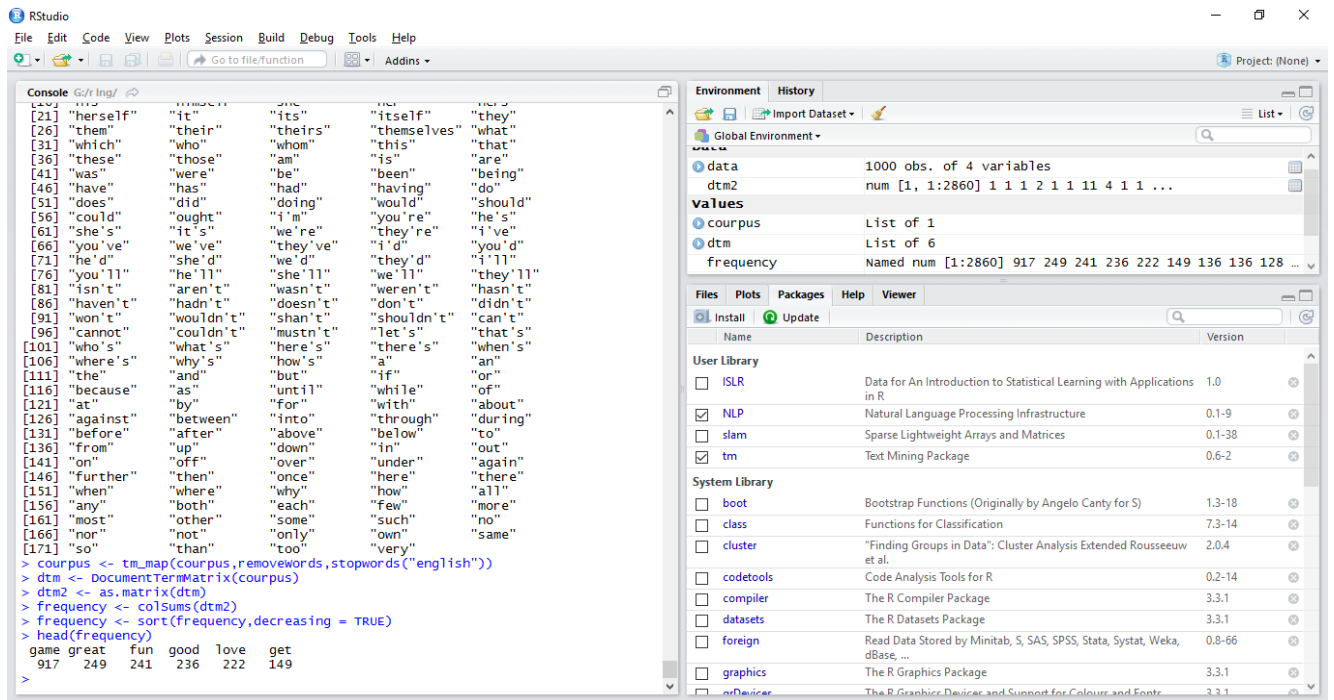 RStudio
File Edit Code View Plots Session Build Debug Tools Help
Go to file/function Addins Project: (None)
Console G:/r lng/
[21] "herself" "it" "its" "itself" "they"
[26] "them" "their" "theirs" "themselves" "what"
[31] "which" "who" "whom" "this" "that"
[36] "these" "those" "am" "is" "are"
[41] "was" "were" "be" "been" "being"
[46] "have" "has" "had" "having" "do"
[51] "does" "did" "doing" "would" "should"
[56] "could" "ought" "i'm" "you're" "he's"
[61] "she's" "it's" "we're" "they're" "i've"
[66] "you've" "we've" "they've" "i'd" "you'd"
[71] "he'd" "she'd" "we'd" "they'd" "i'll"
[76] "you'll" "he'll" "she'll" "we'll" "they'll"
[81] "isn't" "aren't" "wasn't" "weren't" "hasn't"
[86] "haven't" "hadn't" "doesn't" "don't" "didn't"
[91] "won't" "wouldn't" "shan't" "shouldn't" "can't"
[96] "cannot" "couldn't" "mustn't" "let's" "that's"
[101] "who's" "what's" "here's" "there's" "when's"
[106] "where's" "why's" "how's" "a" "an"
[111] "the" "and" "but" "if" "or"
[116] "because" "as" "until" "while" "of"
[121] "at" "by" "for" "with" "about"
[126] "against" "between" "into" "through" "during"
[131] "before" "after" "above" "below" "to"
[136] "from" "up" "down" "in" "out"
[141] "on" "off" "over" "under" "again"
[146] "further" "then" "once" "here" "there"
[151] "when" "where" "why" "how" "all"
[156] "any" "both" "each" "few" "more"
[161] "most" "other" "some" "such" "no"
[166] "nor" "not" "only" "own" "same"
[171] "so" "than" "too" "very"
> courpus <- tm_map(courpus,removeWords,stopwords("english"))
> dtm <- DocumentTermMatrix(courpus)
> dtm2 <- as.matrix(dtm)
> frequency <- colSums(dtm2)
> frequency <- sort(frequency,decreasing = TRUE)
> head(frequency)
game great fun good love get
917 249 241 236 222 149
>
Environment History
Import Dataset List
Global Environment
Data
data 1000 obs. of 4 variables
dtm2 num [1, 1:2860] 1 1 1 2 1 1 11 4 1 1 ...
Values
courpus List of 1
dtm List of 6
frequency Named num [1:2860] 917 249 241 236 222 149 136 136 128 …
Files Plots Packages Help Viewer
Install Update
Name Description Version
User Library
ISLR Data for An Introduction to Statistical Learning with Applications 1.0
in R
NLP Natural Language Processing Infrastructure 0.1-9
slam Sparse Lightweight Arrays and Matrices 0.1-38
tm Text Mining Package 0.6-2
System Library
boot Bootstrap Functions (Originally by Angelo Canty for S) 1.3-18
class Functions for Classification 7.3-14
cluster "Finding Groups in Data": Cluster Analysis Extended Rousseeuw 2.0.4
et al.
codetools Code Analysis Tools for R 0.2-14
compiler The R Compiler Package 3.3.1
datasets The R Datasets Package 3.3.1
foreign Read Data Stored by Minitab, S, SAS, SPSS, Stata, Systat, Weka, 0.8-66
dBase, ...
graphics The R Graphics Package 3.3.1
grDevices The R Graphics Devices and Support for Colours and Fonts 3.3.1